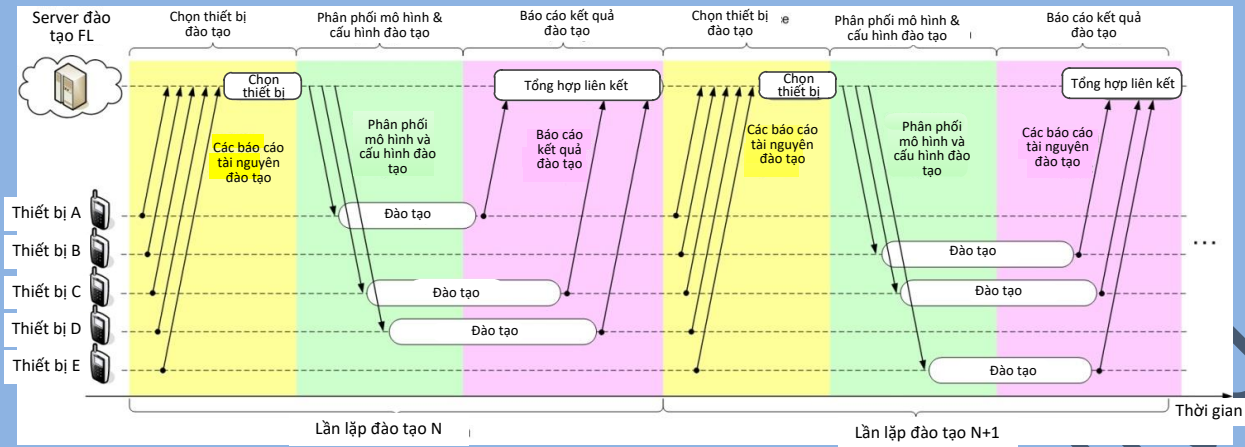 Server đào
tạo FL
Chọn thiết bị
đào tạo
Phân phối mô hình &
cấu hình đào tạo
Báo cáo kết quả
đào tạo
Chọn thiết bị
đào tạo
Phân phối mô hình &
cấu hình đào tạo
Báo cáo kết quả
đào tạo
Chọn
thiết bị
Tổng hợp liên kết
Chọn
thiết bị
Tổng hợp liên kết
Các báo cáo
tài nguyên
đào tạo
Phân phối
mô hình và
cấu hình đào
tạo
Báo cáo
kết quả
đào tạo
Các báo cáo
tài nguyên
đào tạo
Phân phối
mô hình và
cấu hình đào
tạo
Các báo cáo
tài nguyên
đào tạo
Thiết bị A
Đào tạo
Thiết bị B
Đào tạo
...
Thiết bị C
Đào tạo
Đào tạo
Thiết bị D
Đào tạo
Thiết bị E
Đào tạo
Thời gian
Lần lặp đào tạo N
Lần lặp đào tạo N+1